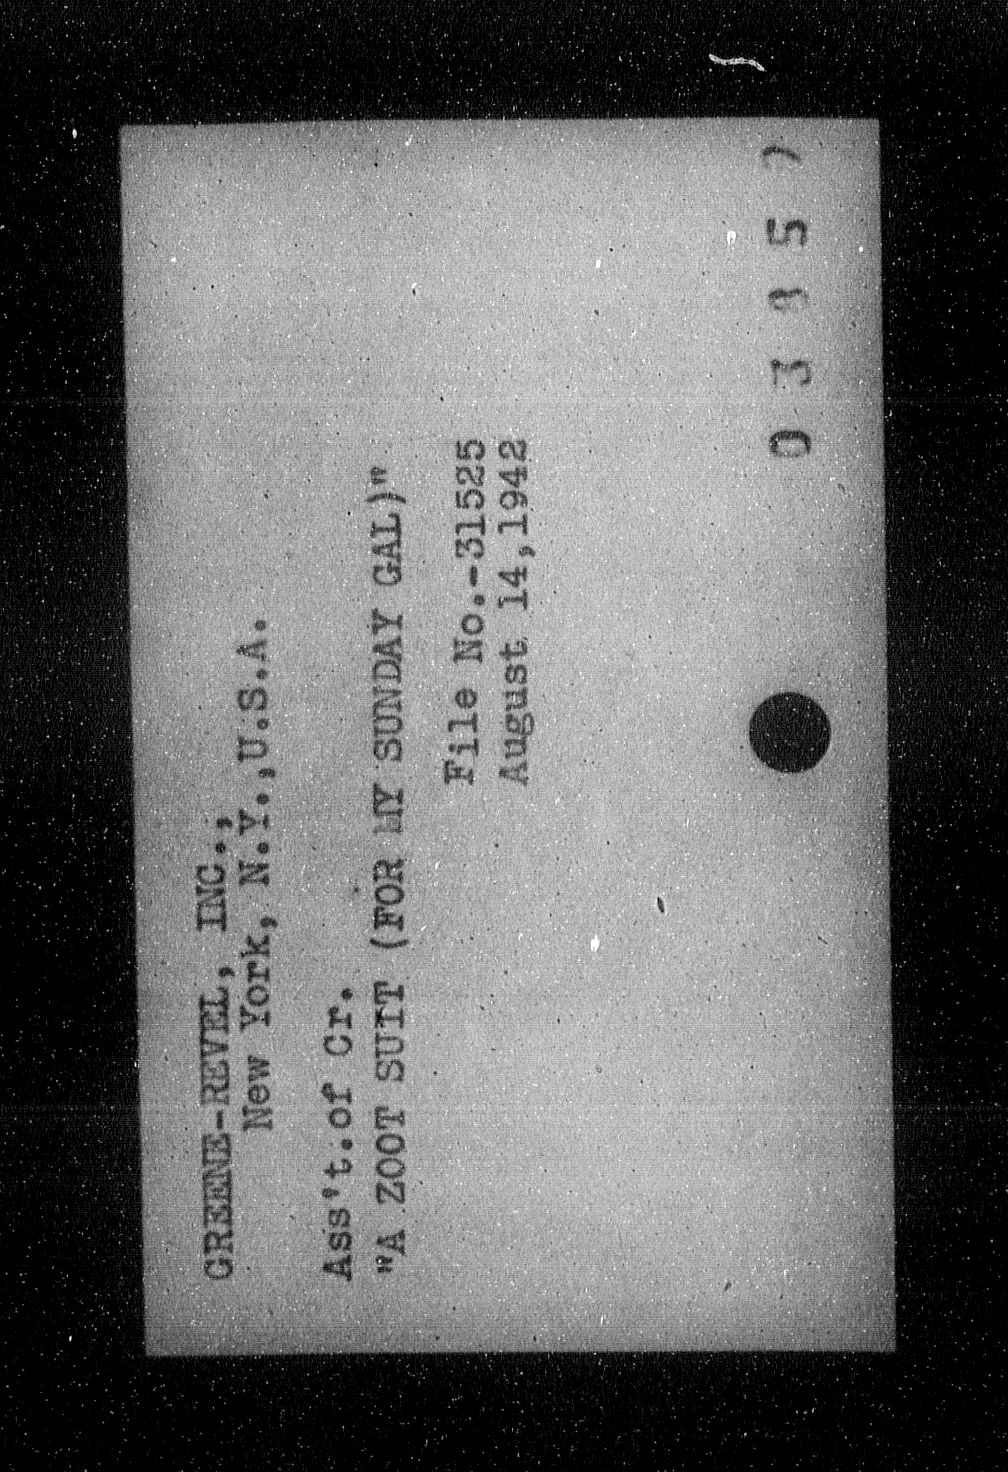 GREENE-REVEL, INC.,
New York, N.Y.,U.S.A.
Ass't.of Cr.
"A ZOOT SUIT (FOR MY SUNDAY GAL)"
File No.-31525
August 14,1942